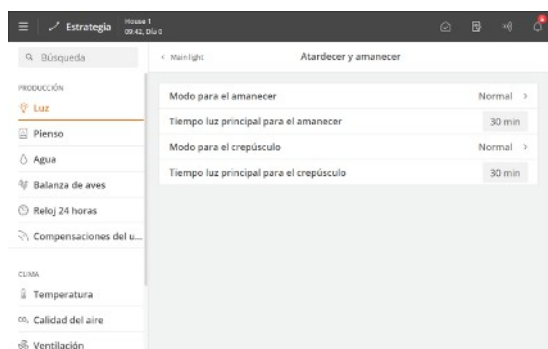 Estrategia
House 1
09:42, Día 0
Búsqueda
PRODUCCIÓN
Luz
Pienso
Agua
Balanza de aves
Reloj 24 horas
Compensaciones del u...
CLIMA
Temperatura
Calidad del aire
Ventilación
Main light
Atardecer y amanecer
Modo para el amanecer Normal
Tiempo luz principal para el amanecer 30 min
Modo para el crepúsculo Normal
Tiempo luz principal para el crepúsculo 30 min